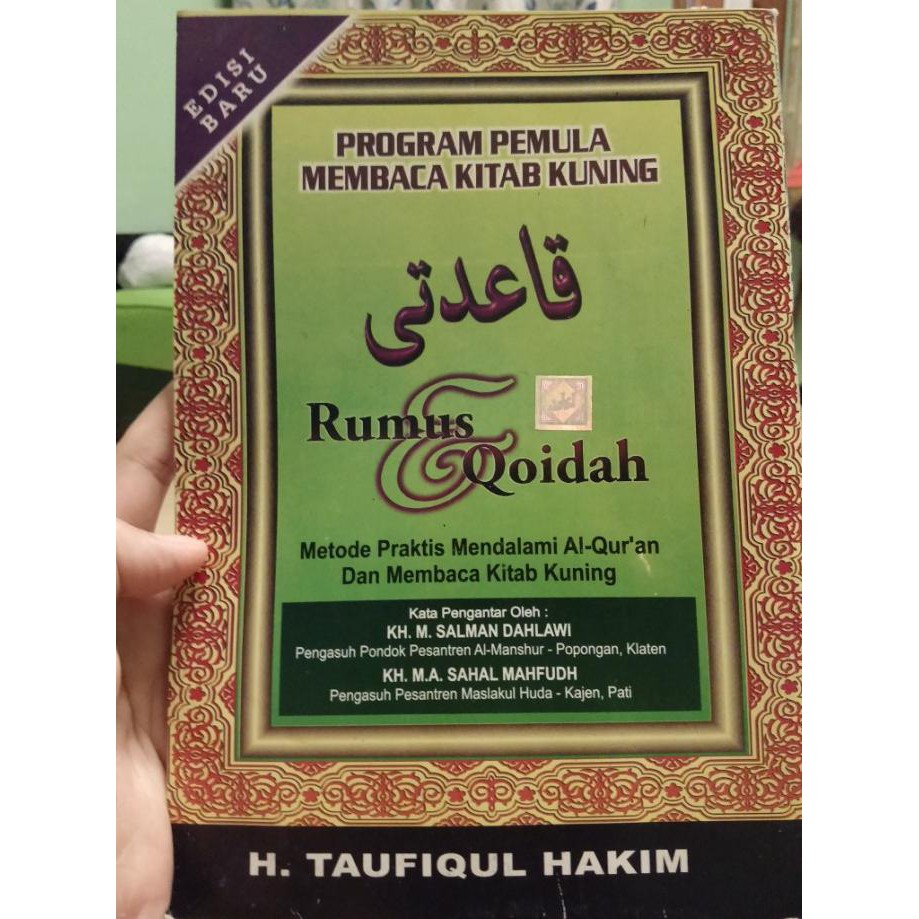 EDISI
BARU
PROGRAM PEMULA
MEMBACA KITAB KUNING
قاعدتي
Rumus
&
Qoidah
Metode Praktis Mendalami Al-Qur'an
Dan Membaca Kitab Kuning
Kata Pengantar Oleh :
KH. M. SALMAN DAHLAWI
Pengasuh Pondok Pesantren Al-Manshur - Popongan, Klaten
KH. M.A. SAHAL MAHFUDH
Pengasuh Pesantren Maslakul Huda - Kajen, Pati
H. TAUFIQUL HAKIM